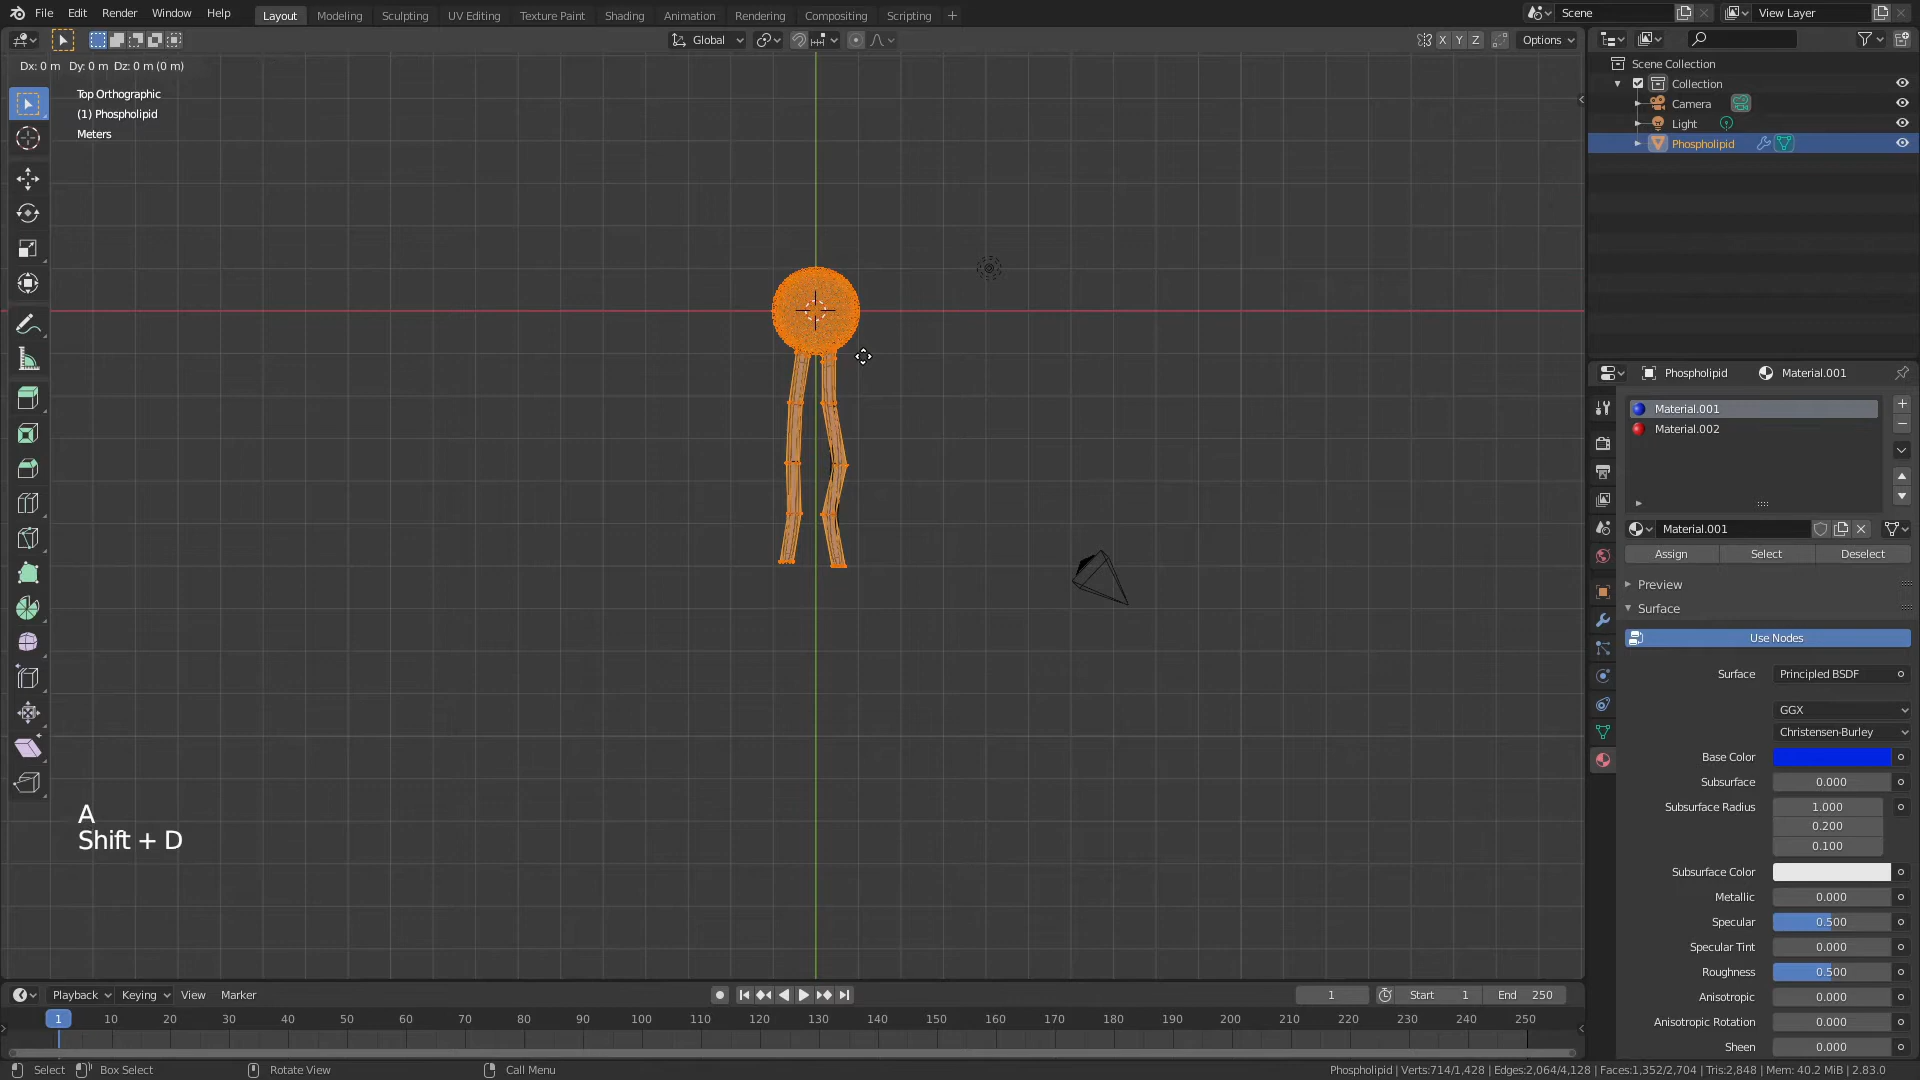 File Edit Render Window Help
Layout Modeling Sculpting UV Editing Texture Paint Shading Animation Rendering Compositing Scripting +
Scene
View Layer
Global
X Y Z
Options
Dx: 0 m Dy: 0 m Dz: 0 m (0 m)
Top Orthographic
(1) Phospholipid
Meters
A
Shift + D
Scene Collection
Collection
Camera
Light
Phospholipid
Phospholipid Material.001
Material.001
Material.002
Material.001
Assign Select Deselect
Preview
Surface
Use Nodes
Surface Principled BSDF
GGX
Christensen-Burley
Base Color
Subsurface 0.000
Subsurface Radius 1.000
0.200
0.100
Subsurface Color
Metallic 0.000
Specular 0.500
Specular Tint 0.000
Roughness 0.500
Anisotropic 0.000
Anisotropic Rotation 0.000
Sheen 0.000
Playback Keying View Marker
1 Start 1 End 250
1 10 20 30 40 50 60 70 80 90 100 110 120 130 140 150 160 170 180 190 200 210 220 230 240 250
Select Box Select Rotate View Call Menu
Phospholipid | Verts:714/1,428 | Edges:2,064/4,128 | Faces:1,352/2,704 | Tris:2,848 | Mem: 40.2 MiB | 2.83.0